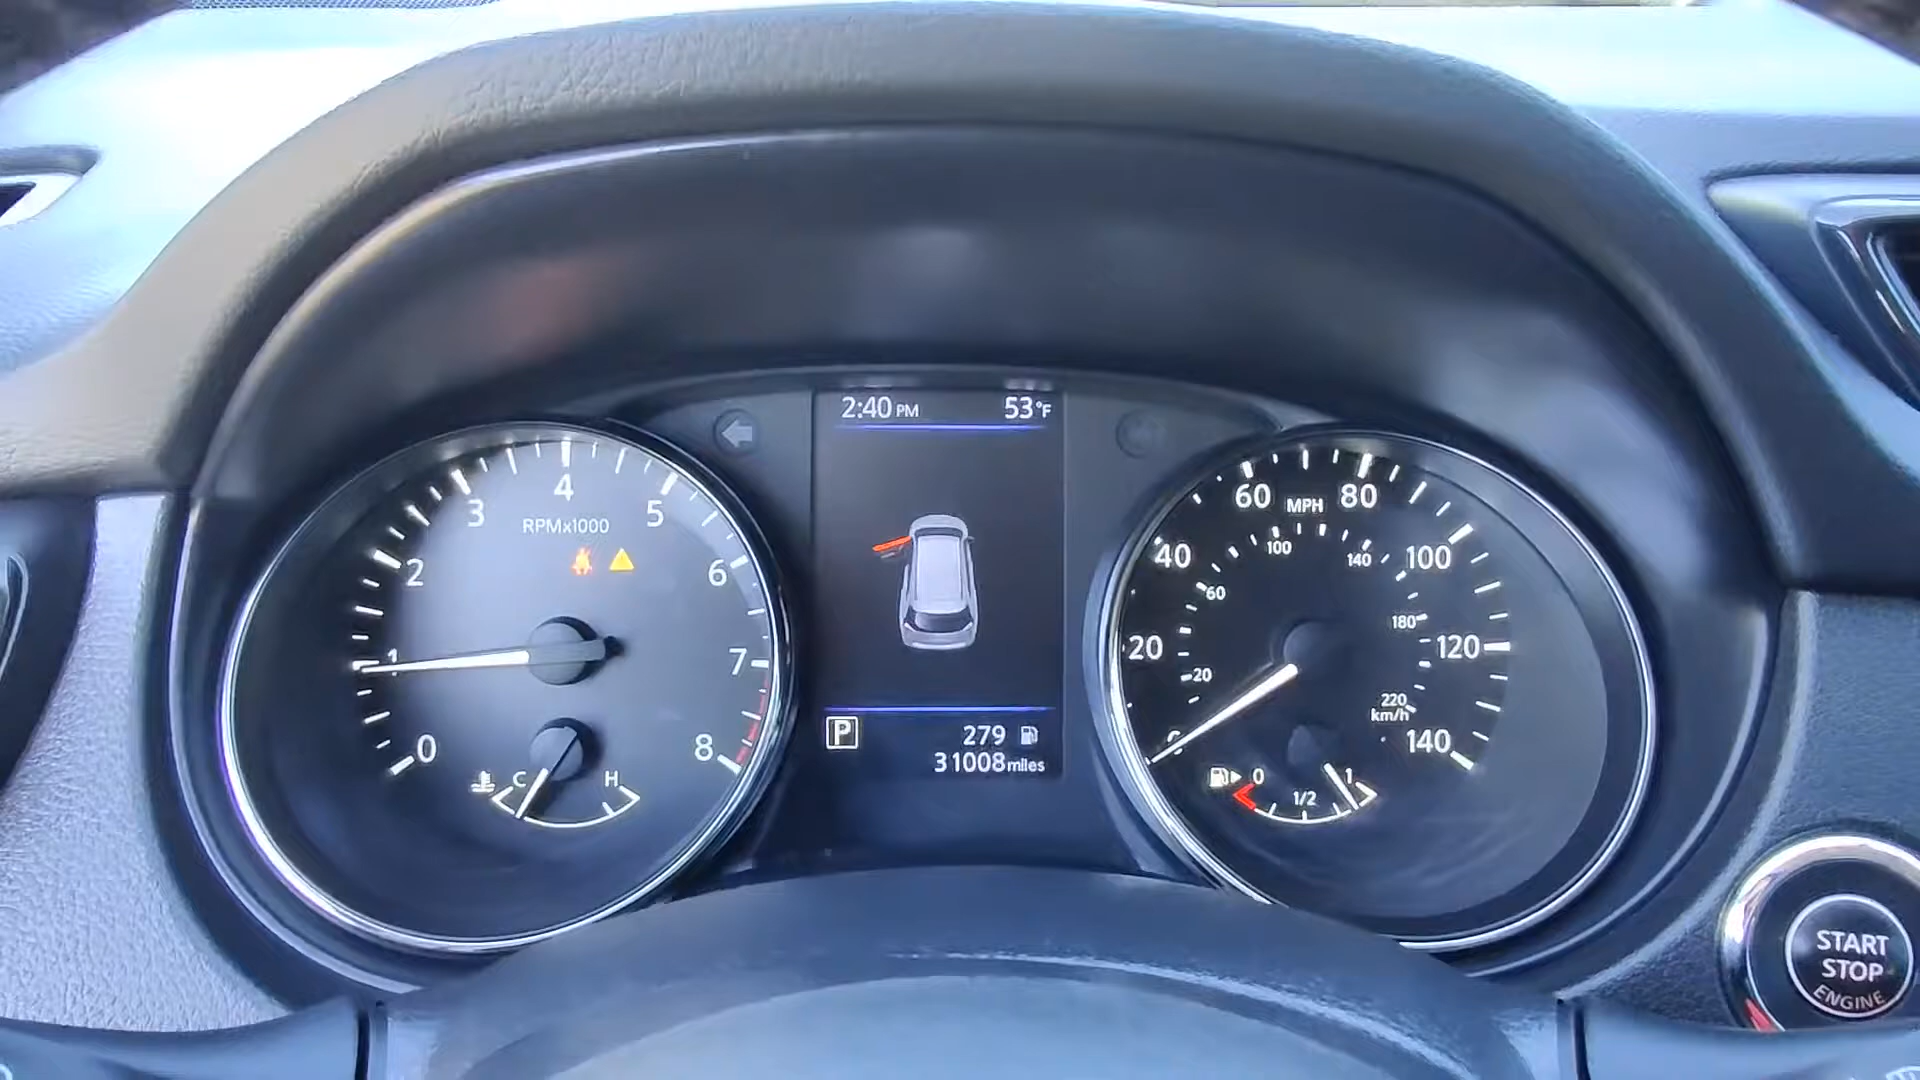 2:40 PM 53°F
RPMx1000
0 1 2 3 4 5 6 7 8
C H
P
279
31008 miles
MPH
0 20 40 60 80 100 120 140
20 60 100 140 180 220
km/h
0 1/2 1
START
STOP
ENGINE